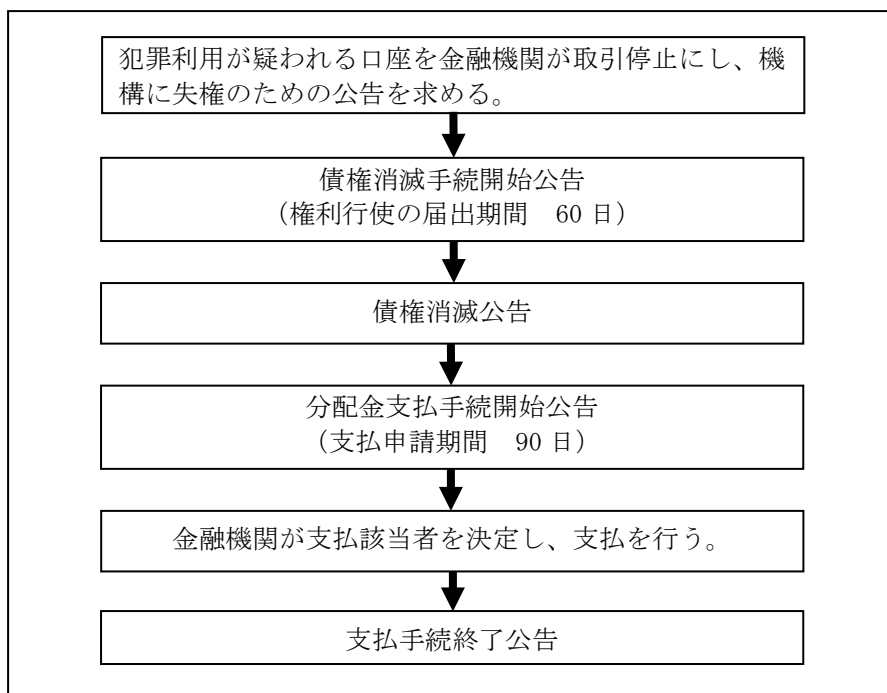 犯罪利用が疑われる口座を金融機関が取引停止にし、機
構に失権のための公告を求める。
債権消滅手続開始公告
（権利行使の届出期間　60 日）
債権消滅公告
分配金支払手続開始公告
（支払申請期間　90 日）
金融機関が支払該当者を決定し、支払を行う。
支払手続終了公告